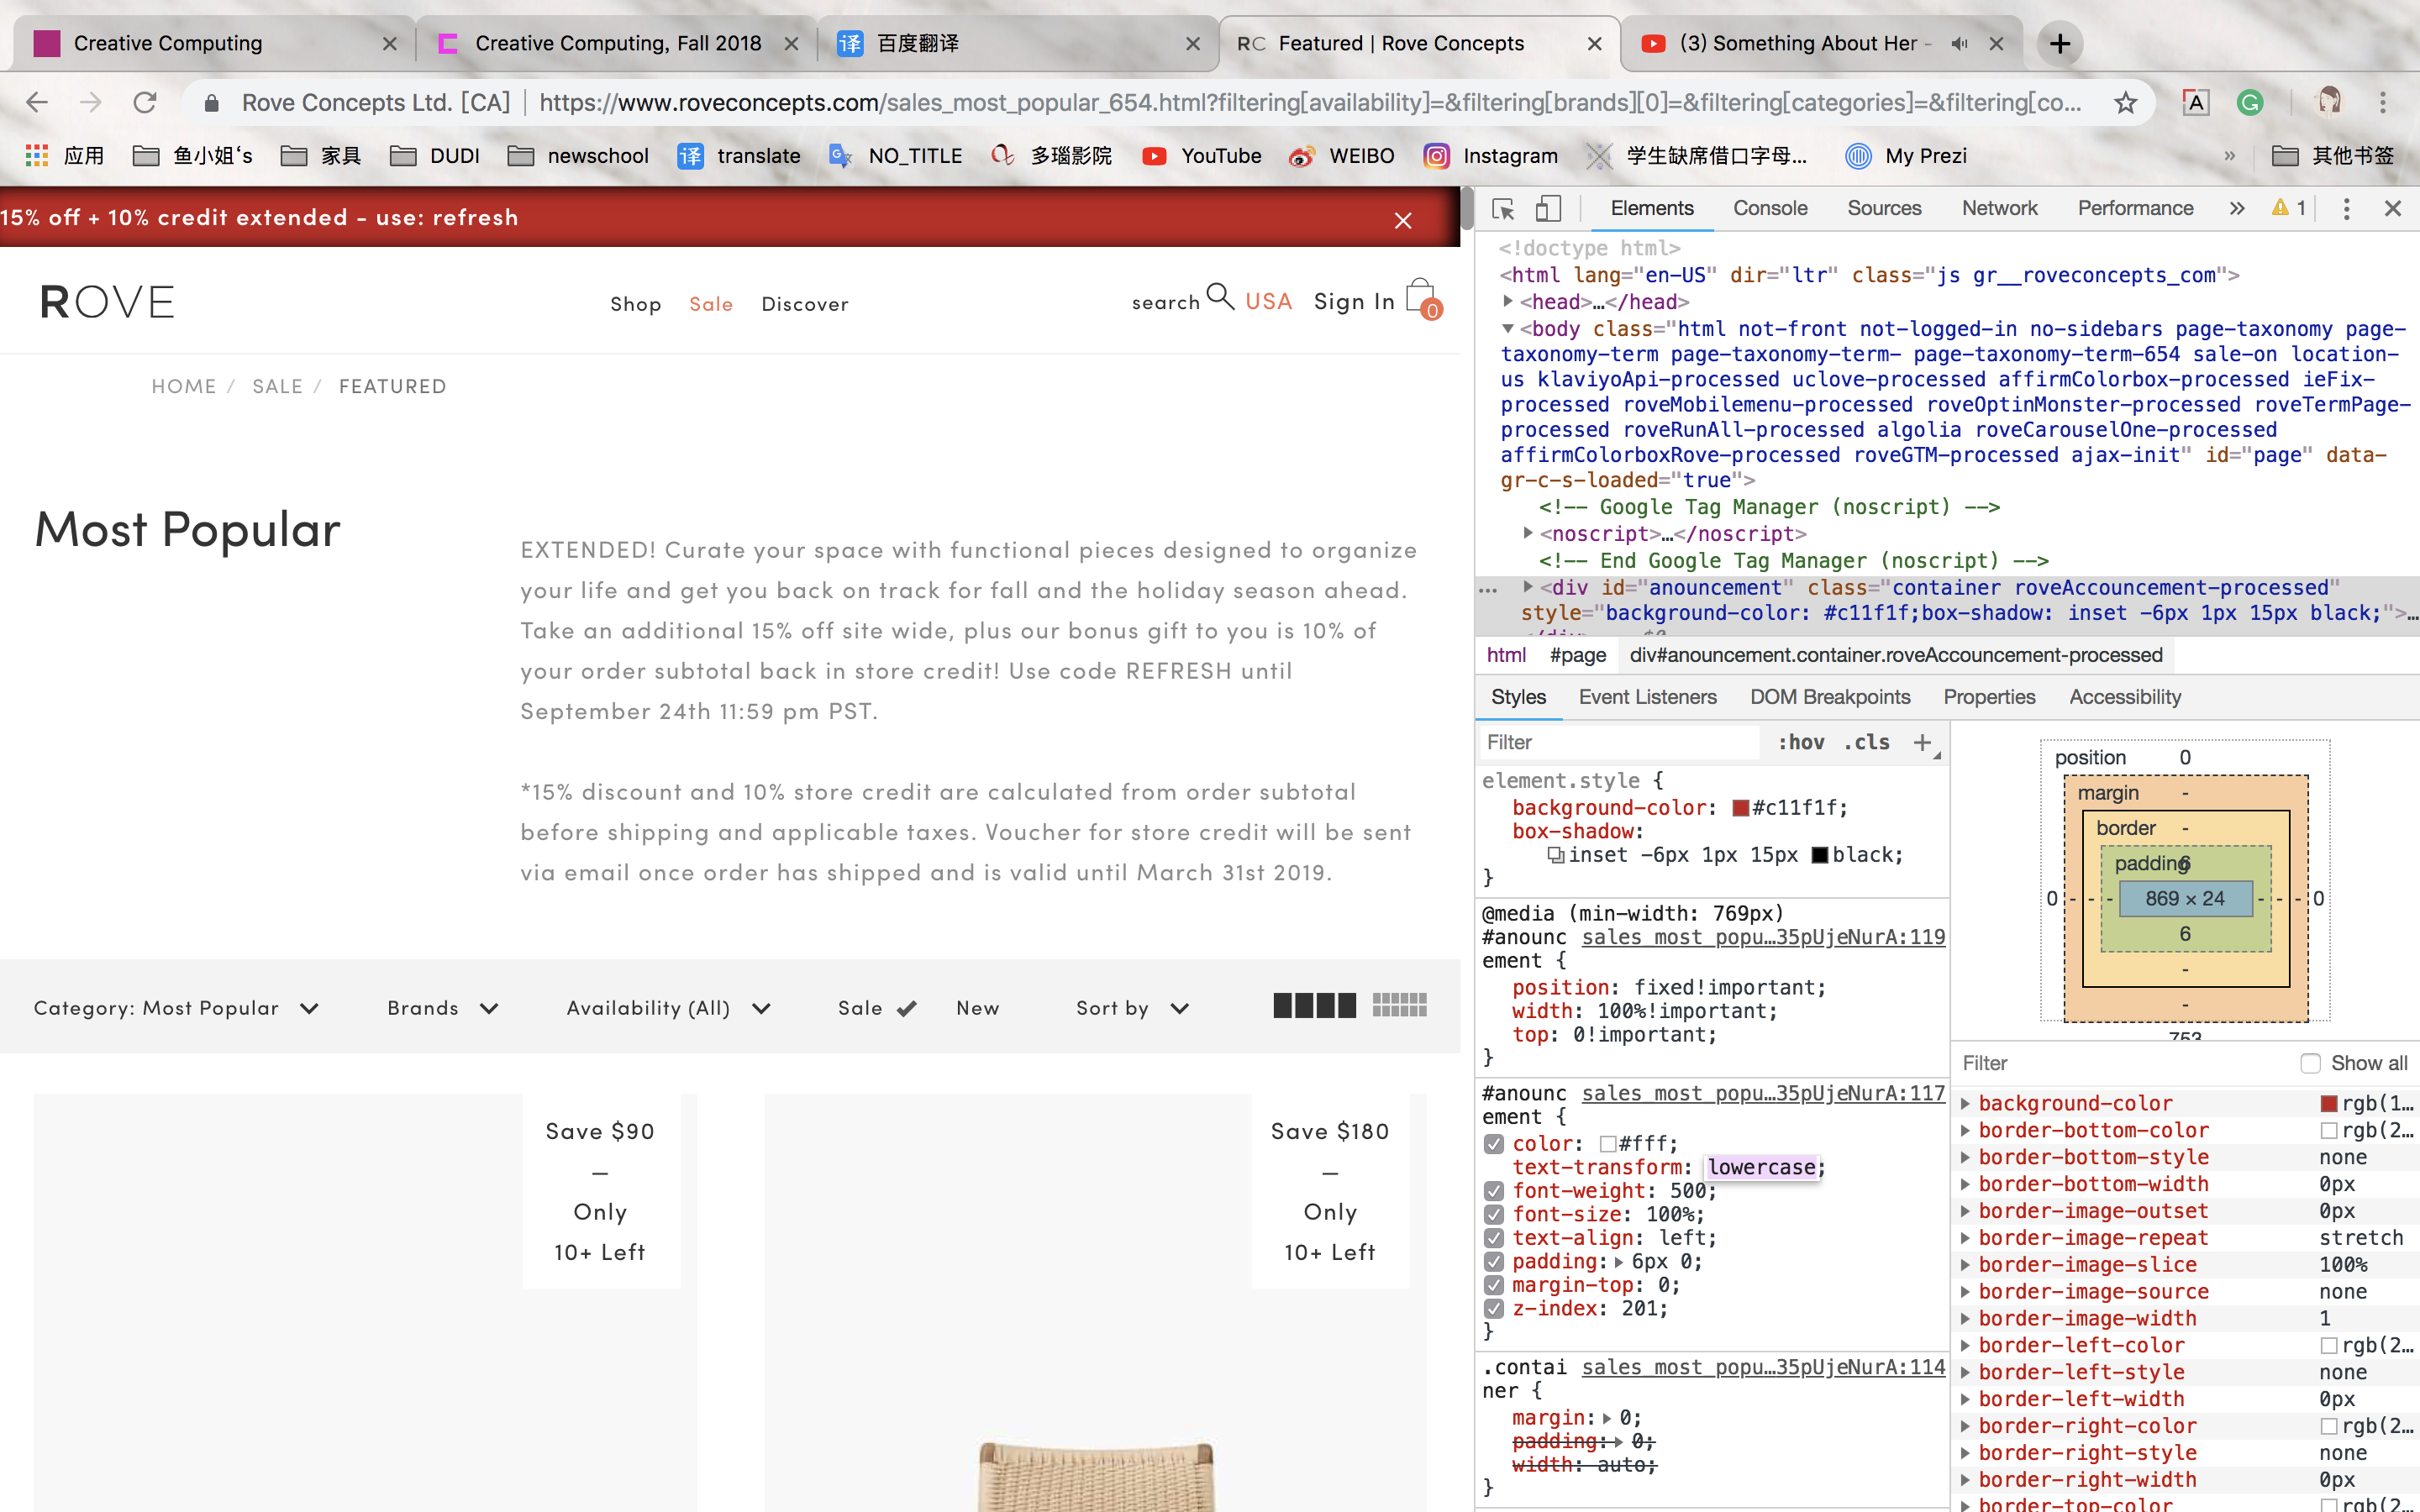 Creative Computing
Creative Computing, Fall 2018
译 百度翻译
RC Featured | Rove Concepts
(3) Something About Her -
Rove Concepts Ltd. [CA] | https://www.roveconcepts.com/sales_most_popular_654.html?filtering[availability]=&filtering[brands][0]=&filtering[categories]=&filtering[co...
应用 鱼小姐's 家具 DUDI newschool 译 translate NO_TITLE 多瑙影院 YouTube WEIBO Instagram 学生缺席借口字母... My Prezi » 其他书签
15% off + 10% credit extended - use: refresh
ROVE
Shop Sale Discover
search USA Sign In 0
HOME / SALE / FEATURED
Most Popular
EXTENDED! Curate your space with functional pieces designed to organize
your life and get you back on track for fall and the holiday season ahead.
Take an additional 15% off site wide, plus our bonus gift to you is 10% of
your order subtotal back in store credit! Use code REFRESH until
September 24th 11:59 pm PST.
*15% discount and 10% store credit are calculated from order subtotal
before shipping and applicable taxes. Voucher for store credit will be sent
via email once order has shipped and is valid until March 31st 2019.
Category: Most Popular Brands Availability (All) Sale New Sort by
Save $90
—
Only
10+ Left
Save $180
—
Only
10+ Left
Elements Console Sources Network Performance » 1
<!doctype html>
<html lang="en-US" dir="ltr" class="js gr__roveconcepts_com">
<head>…</head>
<body class="html not-front not-logged-in no-sidebars page-taxonomy page-
taxonomy-term page-taxonomy-term- page-taxonomy-term-654 sale-on location-
us klaviyoApi-processed uclove-processed affirmColorbox-processed ieFix-
processed roveMobilemenu-processed roveOptinMonster-processed roveTermPage-
processed roveRunAll-processed algolia roveCarouselOne-processed
affirmColorboxRove-processed roveGTM-processed ajax-init" id="page" data-
gr-c-s-loaded="true">
<!-- Google Tag Manager (noscript) -->
<noscript>…</noscript>
<!-- End Google Tag Manager (noscript) -->
<div id="anouncement" class="container roveAccouncement-processed"
style="background-color: #c11f1f;box-shadow: inset -6px 1px 15px black;">…
html #page div#anouncement.container.roveAccouncement-processed
Styles Event Listeners DOM Breakpoints Properties Accessibility
Filter :hov .cls +
element.style {
background-color: #c11f1f;
box-shadow:
inset -6px 1px 15px black;
}
@media (min-width: 769px)
#anounc sales_most_popu…35pUjeNurA:119
ement {
position: fixed!important;
width: 100%!important;
top: 0!important;
}
#anounc sales_most_popu…35pUjeNurA:117
ement {
color: #fff;
text-transform: lowercase;
font-weight: 500;
font-size: 100%;
text-align: left;
padding: 6px 0;
margin-top: 0;
z-index: 201;
}
.contai sales_most_popu…35pUjeNurA:114
ner {
margin: 0;
padding: 0;
width: auto;
}
position 0
margin -
border -
padding 6
0 - - - 869 × 24 - - - 0
6
-
-
753
Filter Show all
background-color rgb(1…
border-bottom-color rgb(2…
border-bottom-style none
border-bottom-width 0px
border-image-outset 0px
border-image-repeat stretch
border-image-slice 100%
border-image-source none
border-image-width 1
border-left-color rgb(2…
border-left-style none
border-left-width 0px
border-right-color rgb(2…
border-right-style none
border-right-width 0px
border-top-color rgb(2…